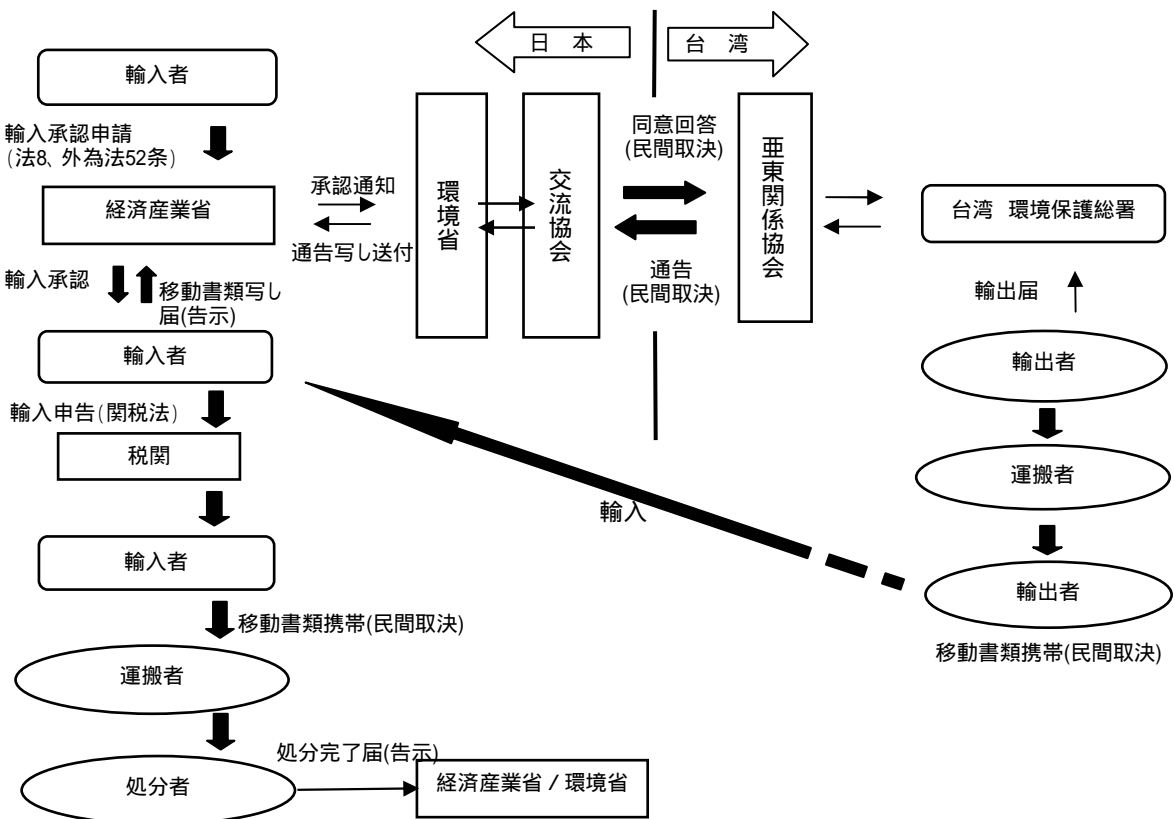 日 本
台 湾
輸入者
輸入承認申請
(法8、外為法52条)
経済産業省
承認通知
通告写し送付
環境省
交流協会
同意回答
(民間取決)
通告
(民間取決)
亜東関係協会
台湾 環境保護総署
輸入承認
移動書類写し
届(告示)
輸出届
輸入者
輸出者
輸入申告(関税法)
税関
運搬者
輸入
輸入者
輸出者
移動書類携帯(民間取決)
移動書類携帯(民間取決)
運搬者
処分完了届(告示)
処分者
経済産業省 / 環境省